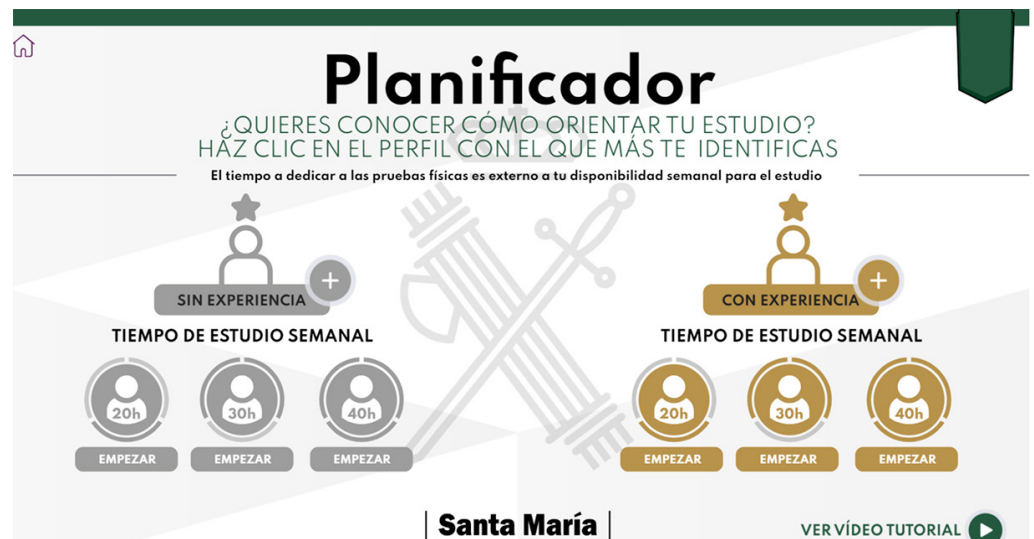 Planificador
¿QUIERES CONOCER CÓMO ORIENTAR TU ESTUDIO?
HAZ CLIC EN EL PERFIL CON EL QUE MÁS TE IDENTIFICAS
El tiempo a dedicar a las pruebas físicas es externo a tu disponibilidad semanal para el estudio
SIN EXPERIENCIA
+
TIEMPO DE ESTUDIO SEMANAL
20h
30h
40h
EMPEZAR
EMPEZAR
EMPEZAR
CON EXPERIENCIA
+
TIEMPO DE ESTUDIO SEMANAL
20h
30h
40h
EMPEZAR
EMPEZAR
EMPEZAR
Santa María
VER VÍDEO TUTORIAL